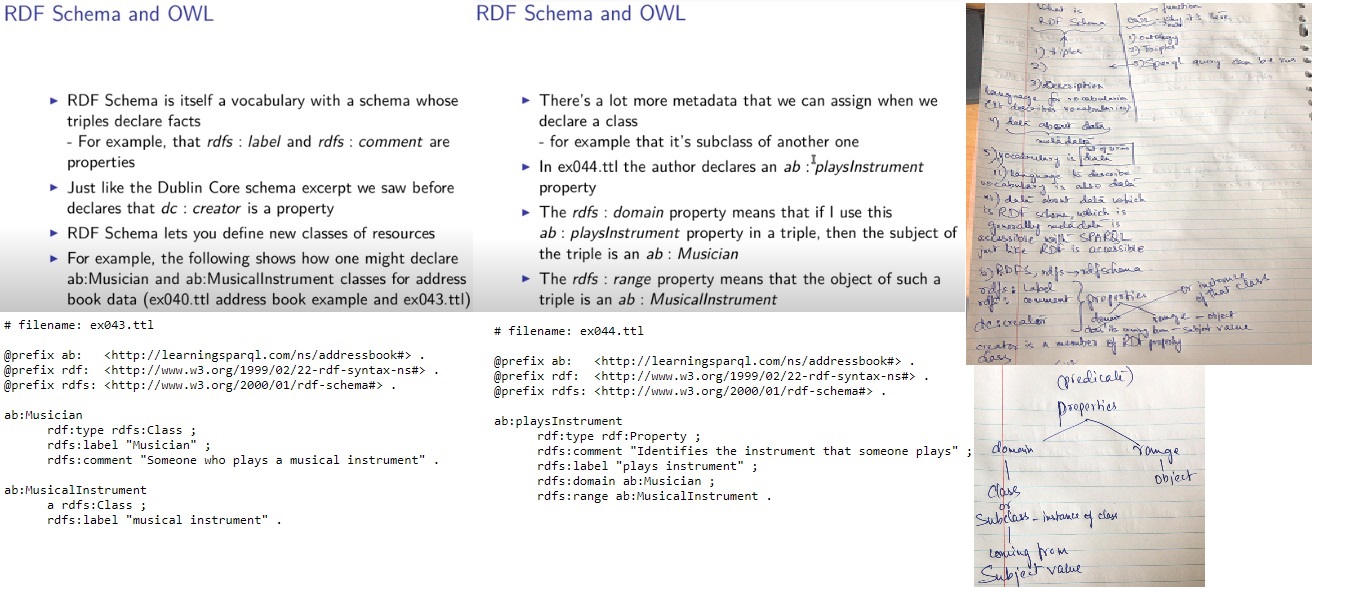 RDF Schema and OWL
▶ RDF Schema is itself a vocabulary with a schema whose
triples declare facts
- For example, that rdfs : label and rdfs : comment are
properties
▶ Just like the Dublin Core schema excerpt we saw before
declares that dc : creator is a property
▶ RDF Schema lets you define new classes of resources
▶ For example, the following shows how one might declare
ab:Musician and ab:MusicalInstrument classes for address
book data (ex040.ttl address book example and ex043.ttl)
# filename: ex043.ttl
@prefix ab: <http://learningsparql.com/ns/addressbook#> .
@prefix rdf: <http://www.w3.org/1999/02/22-rdf-syntax-ns#> .
@prefix rdfs: <http://www.w3.org/2000/01/rdf-schema#> .
ab:Musician
rdf:type rdfs:Class ;
rdfs:label "Musician" ;
rdfs:comment "Someone who plays a musical instrument" .
ab:MusicalInstrument
a rdfs:Class ;
rdfs:label "musical instrument" .
RDF Schema and OWL
▶ There's a lot more metadata that we can assign when we
declare a class
- for example that it's subclass of another one
▶ In ex044.ttl the author declares an ab : playsInstrument
property
▶ The rdfs : domain property means that if I use this
ab : playsInstrument property in a triple, then the subject of
the triple is an ab : Musician
▶ The rdfs : range property means that the object of such a
triple is an ab : MusicalInstrument
# filename: ex044.ttl
@prefix ab: <http://learningsparql.com/ns/addressbook#> .
@prefix rdf: <http://www.w3.org/1999/02/22-rdf-syntax-ns#> .
@prefix rdfs: <http://www.w3.org/2000/01/rdf-schema#> .
ab:playsInstrument
rdf:type rdf:Property ;
rdfs:comment "Identifies the instrument that someone plays" ;
rdfs:label "plays instrument" ;
rdfs:domain ab:Musician ;
rdfs:range ab:MusicalInstrument .
What is
RDF Schema
1) triples
2)
function
1) ontology
2) Triples
3) Sparql query can be run
3) Description
language for vocabularies
(It describes vocabularies)
4) data about data,
metadata
5) vocabulary is data
ii) language to describe
vocabulary is also data
data about data which
is RDF schema, which is
generally metadata is
accessible with SPARQL
just like RDF is accessible
6) RDFS, rdfs → rdfschema
rdfs: Label
rdfs: comment
properties
or instance
of that class
dc:creator
domain
range - object
coming from - subject value
creator is a member of RDF property
class
(predicate)
Properties
domain
range
object
Class
or
Subclass - instance of class
coming from
Subject value